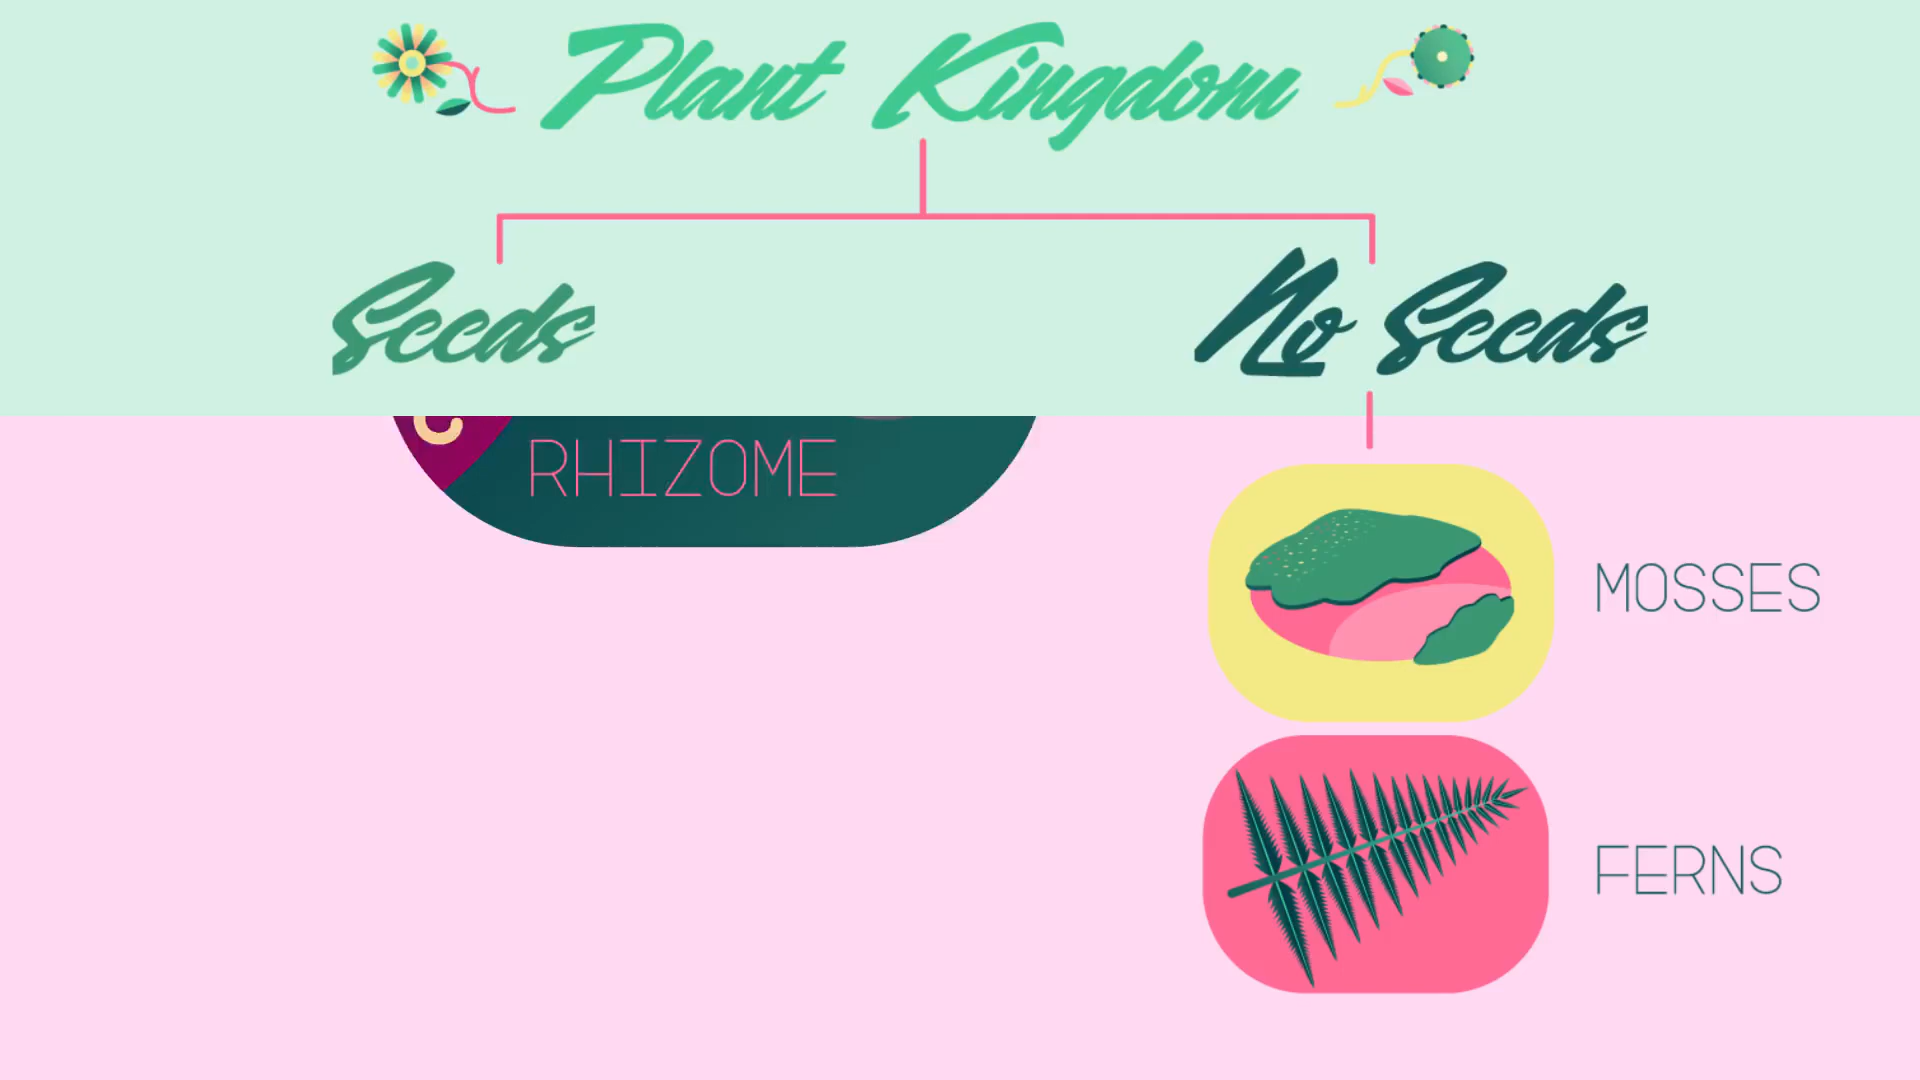 Plant Kingdom
Seeds
No Seeds
RHIZOME
MOSSES
FERNS